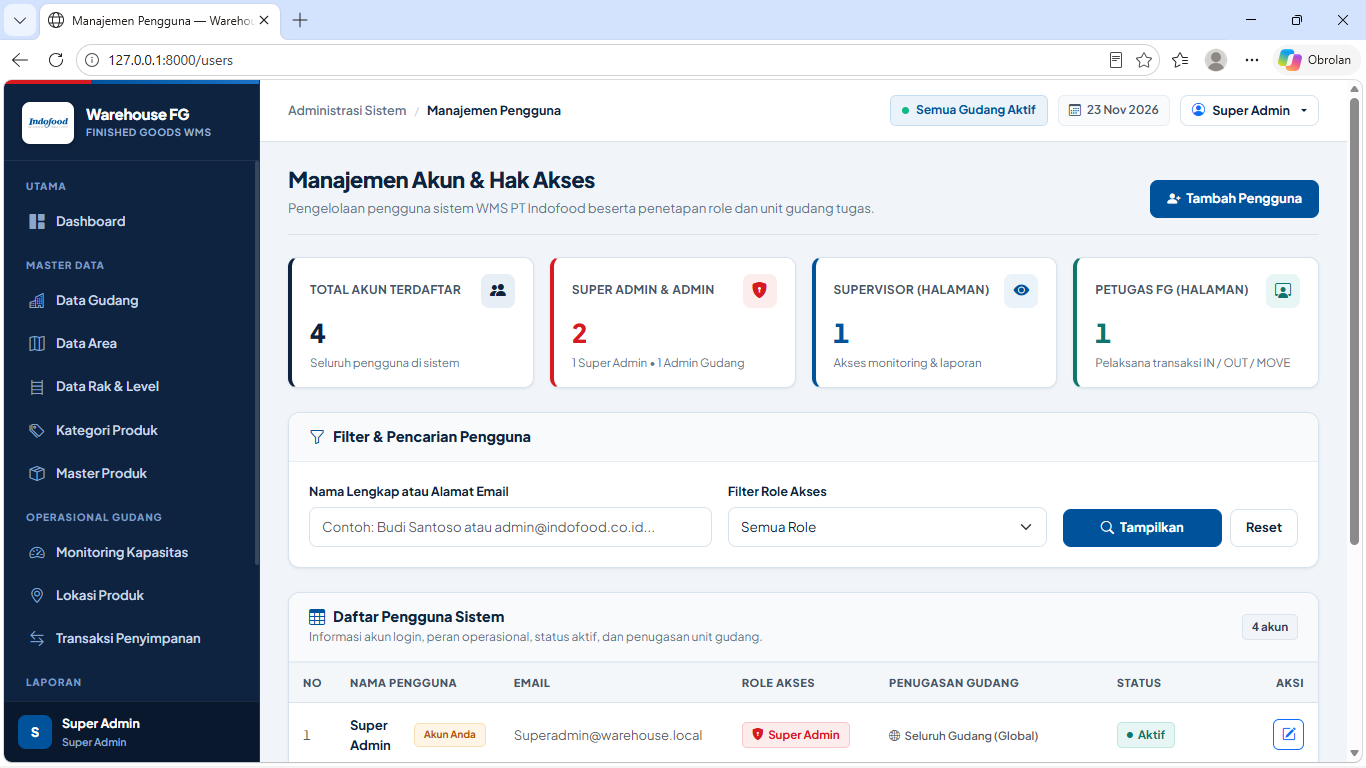 Manajemen Pengguna — Wareho
127.0.0.1:8000/users
Obrolan
Indofood
Warehouse FG
FINISHED GOODS WMS
UTAMA
Dashboard
MASTER DATA
Data Gudang
Data Area
Data Rak & Level
Kategori Produk
Master Produk
OPERASIONAL GUDANG
Monitoring Kapasitas
Lokasi Produk
Transaksi Penyimpanan
LAPORAN
S
Super Admin
Super Admin
Administrasi Sistem / Manajemen Pengguna
Semua Gudang Aktif
23 Nov 2026
Super Admin
Manajemen Akun & Hak Akses
Pengelolaan pengguna sistem WMS PT Indofood beserta penetapan role dan unit gudang tugas.
Tambah Pengguna
TOTAL AKUN TERDAFTAR
4
Seluruh pengguna di sistem
SUPER ADMIN & ADMIN
2
1 Super Admin • 1 Admin Gudang
SUPERVISOR (HALAMAN)
1
Akses monitoring & laporan
PETUGAS FG (HALAMAN)
1
Pelaksana transaksi IN / OUT / MOVE
Filter & Pencarian Pengguna
Nama Lengkap atau Alamat Email
Contoh: Budi Santoso atau admin@indofood.co.id...
Filter Role Akses
Semua Role
Tampilkan
Reset
Daftar Pengguna Sistem
Informasi akun login, peran operasional, status aktif, dan penugasan unit gudang.
4 akun
NO NAMA PENGGUNA EMAIL ROLE AKSES PENUGASAN GUDANG STATUS AKSI
1
Super
Admin
Akun Anda
Superadmin@warehouse.local
Super Admin
Seluruh Gudang (Global)
Aktif